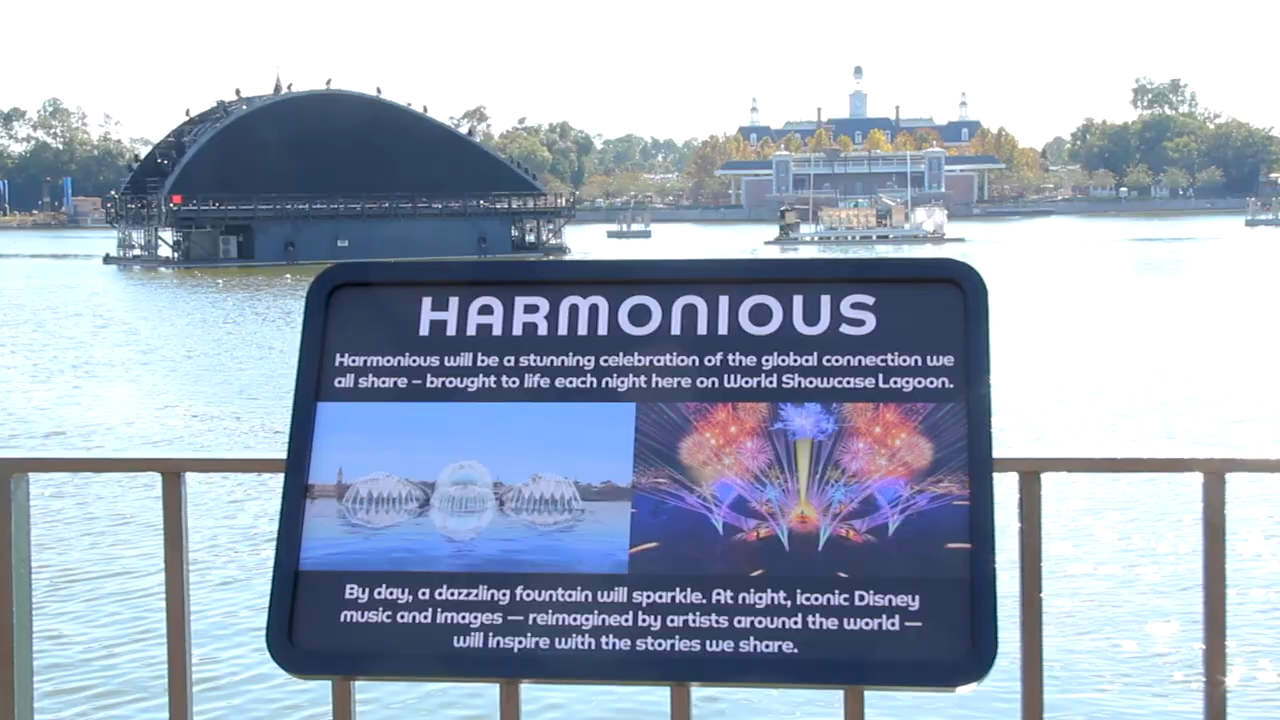 HARMONIOUS
Harmonious will be a stunning celebration of the global connection we
all share – brought to life each night here on World Showcase Lagoon.
By day, a dazzling fountain will sparkle. At night, iconic Disney
music and images — reimagined by artists around the world —
will inspire with the stories we share.